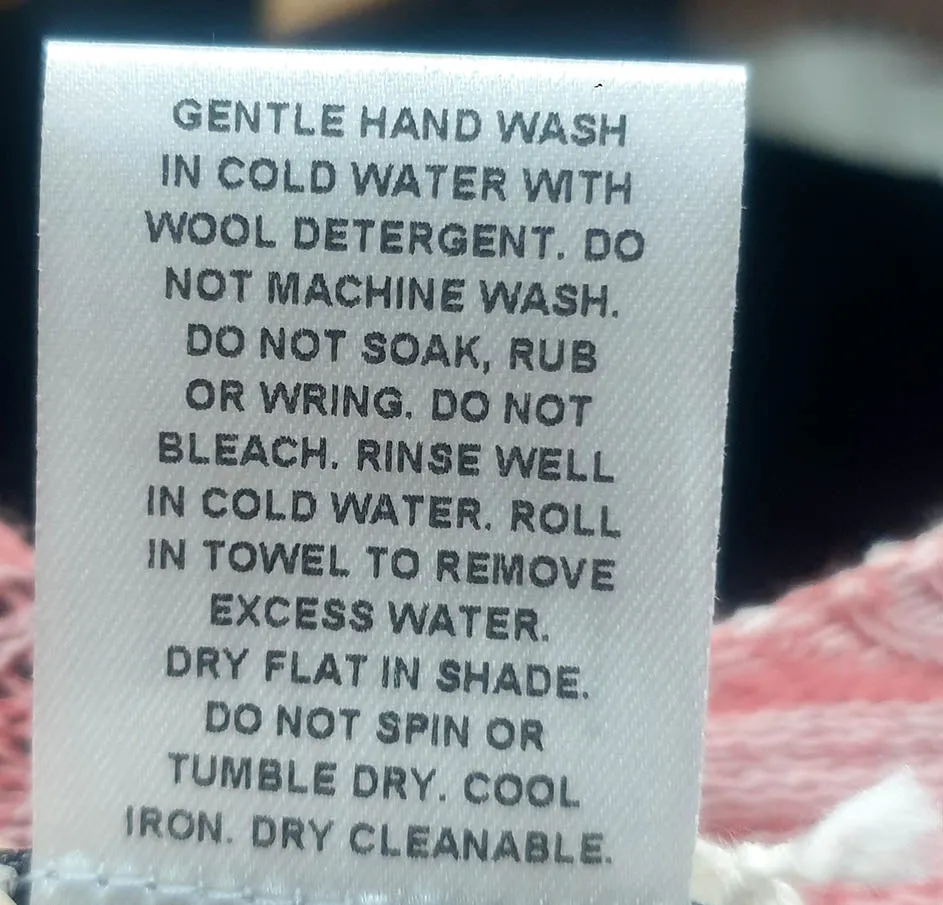 GENTLE HAND WASH
IN COLD WATER WITH
WOOL DETERGENT. DO
NOT MACHINE WASH.
DO NOT SOAK, RUB
OR WRING. DO NOT
BLEACH. RINSE WELL
IN COLD WATER. ROLL
IN TOWEL TO REMOVE
EXCESS WATER.
DRY FLAT IN SHADE.
DO NOT SPIN OR
TUMBLE DRY. COOL
IRON. DRY CLEANABLE.